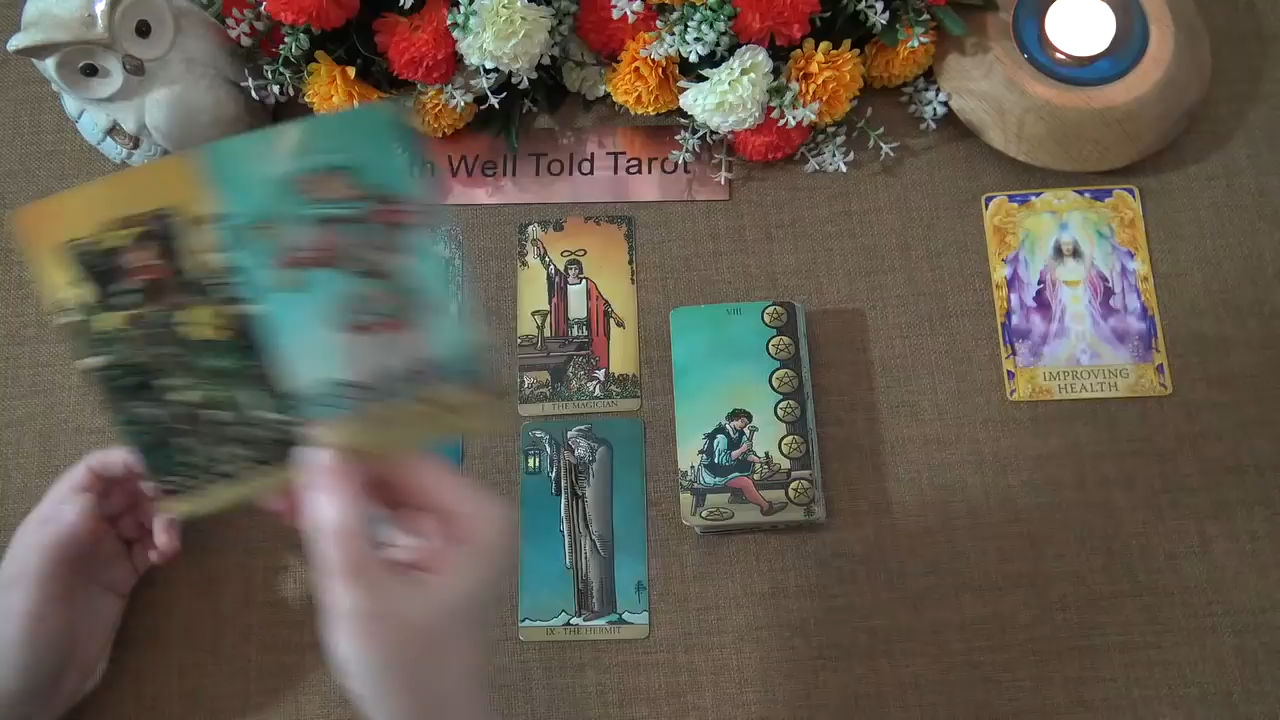 Well Told Tarot
I THE MAGICIAN
VIII
IMPROVING
HEALTH
IX - THE HERMIT